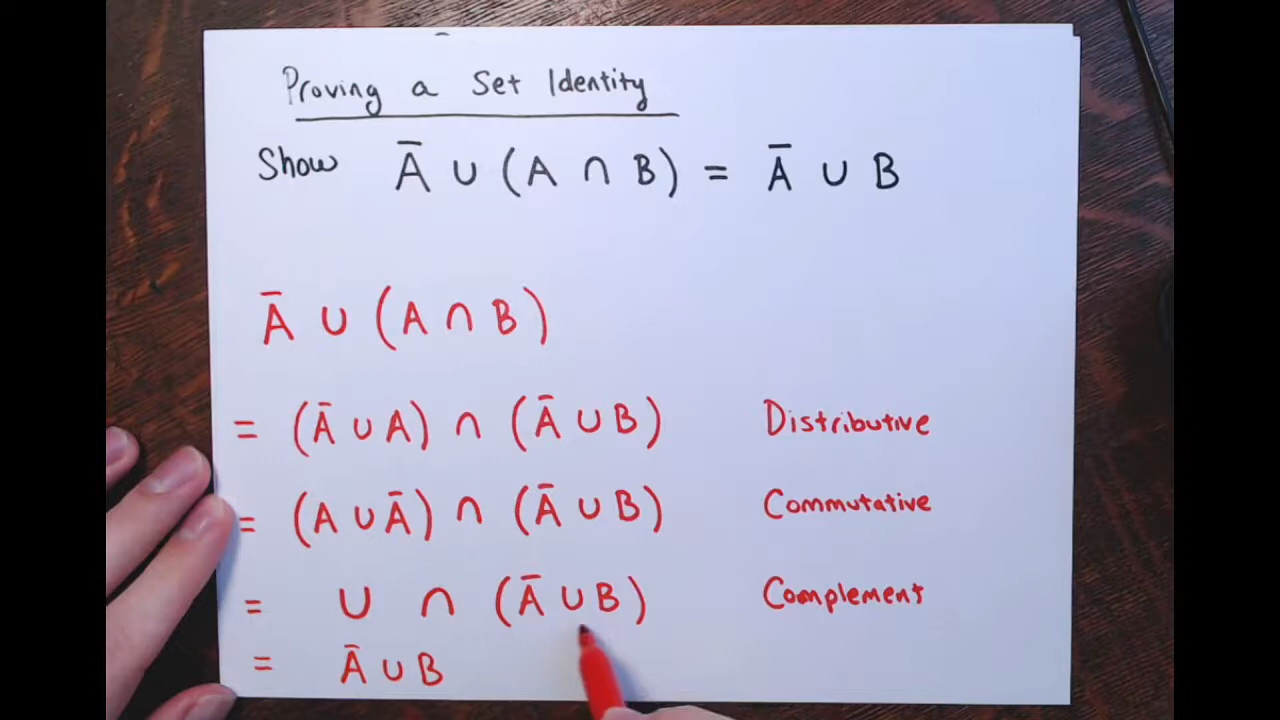 Proving a Set Identity
Show Ā ∪ (A ∩ B) = Ā ∪ B
Ā ∪ (A ∩ B)
= (Ā ∪ A) ∩ (Ā ∪ B) Distributive
= (A ∪ Ā) ∩ (Ā ∪ B) Commutative
= U ∩ (Ā ∪ B) Complement
= Ā ∪ B